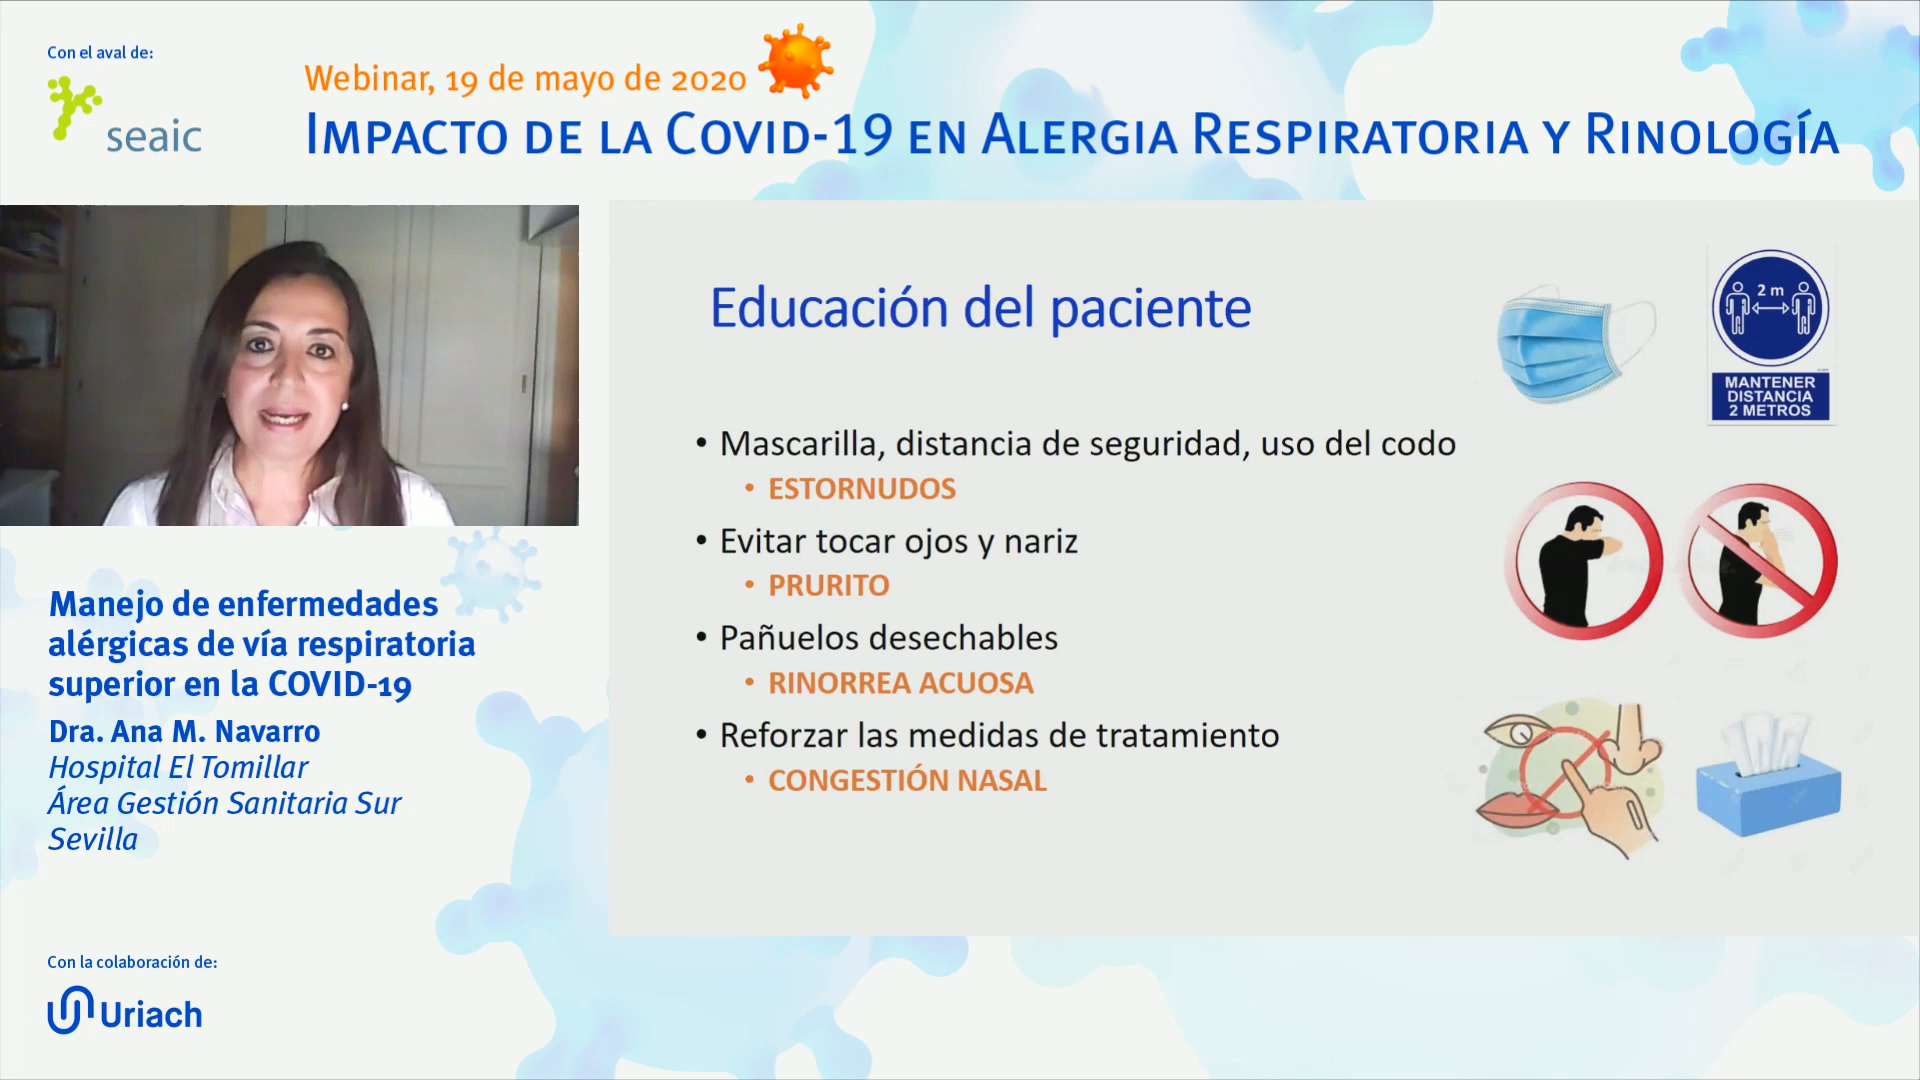 Con el aval de:
seaic
Webinar, 19 de mayo de 2020
Impacto de la Covid-19 en Alergia Respiratoria y Rinología
Educación del paciente
2 m
MANTENER
DISTANCIA
2 METROS
• Mascarilla, distancia de seguridad, uso del codo
• ESTORNUDOS
• Evitar tocar ojos y nariz
• PRURITO
• Pañuelos desechables
• RINORREA ACUOSA
• Reforzar las medidas de tratamiento
• CONGESTIÓN NASAL
Manejo de enfermedades
alérgicas de vía respiratoria
superior en la COVID-19
Dra. Ana M. Navarro
Hospital El Tomillar
Área Gestión Sanitaria Sur
Sevilla
Con la colaboración de:
Uriach